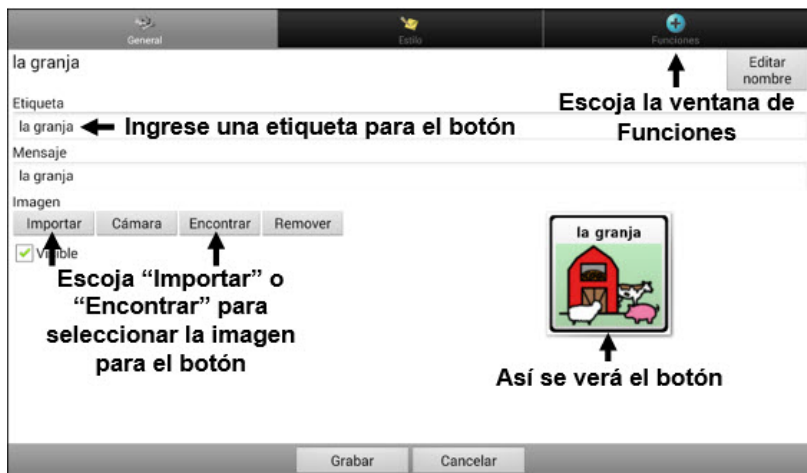 General
Estilo
Funciones
la granja
Editar
nombre
Escoja la ventana de
Funciones
Etiqueta
la granja
Ingrese una etiqueta para el botón
Mensaje
la granja
Imagen
Importar
Cámara
Encontrar
Remover
Visible
Escoja “Importar” o
“Encontrar” para
seleccionar la imagen
para el botón
la granja
Así se verá el botón
Grabar
Cancelar